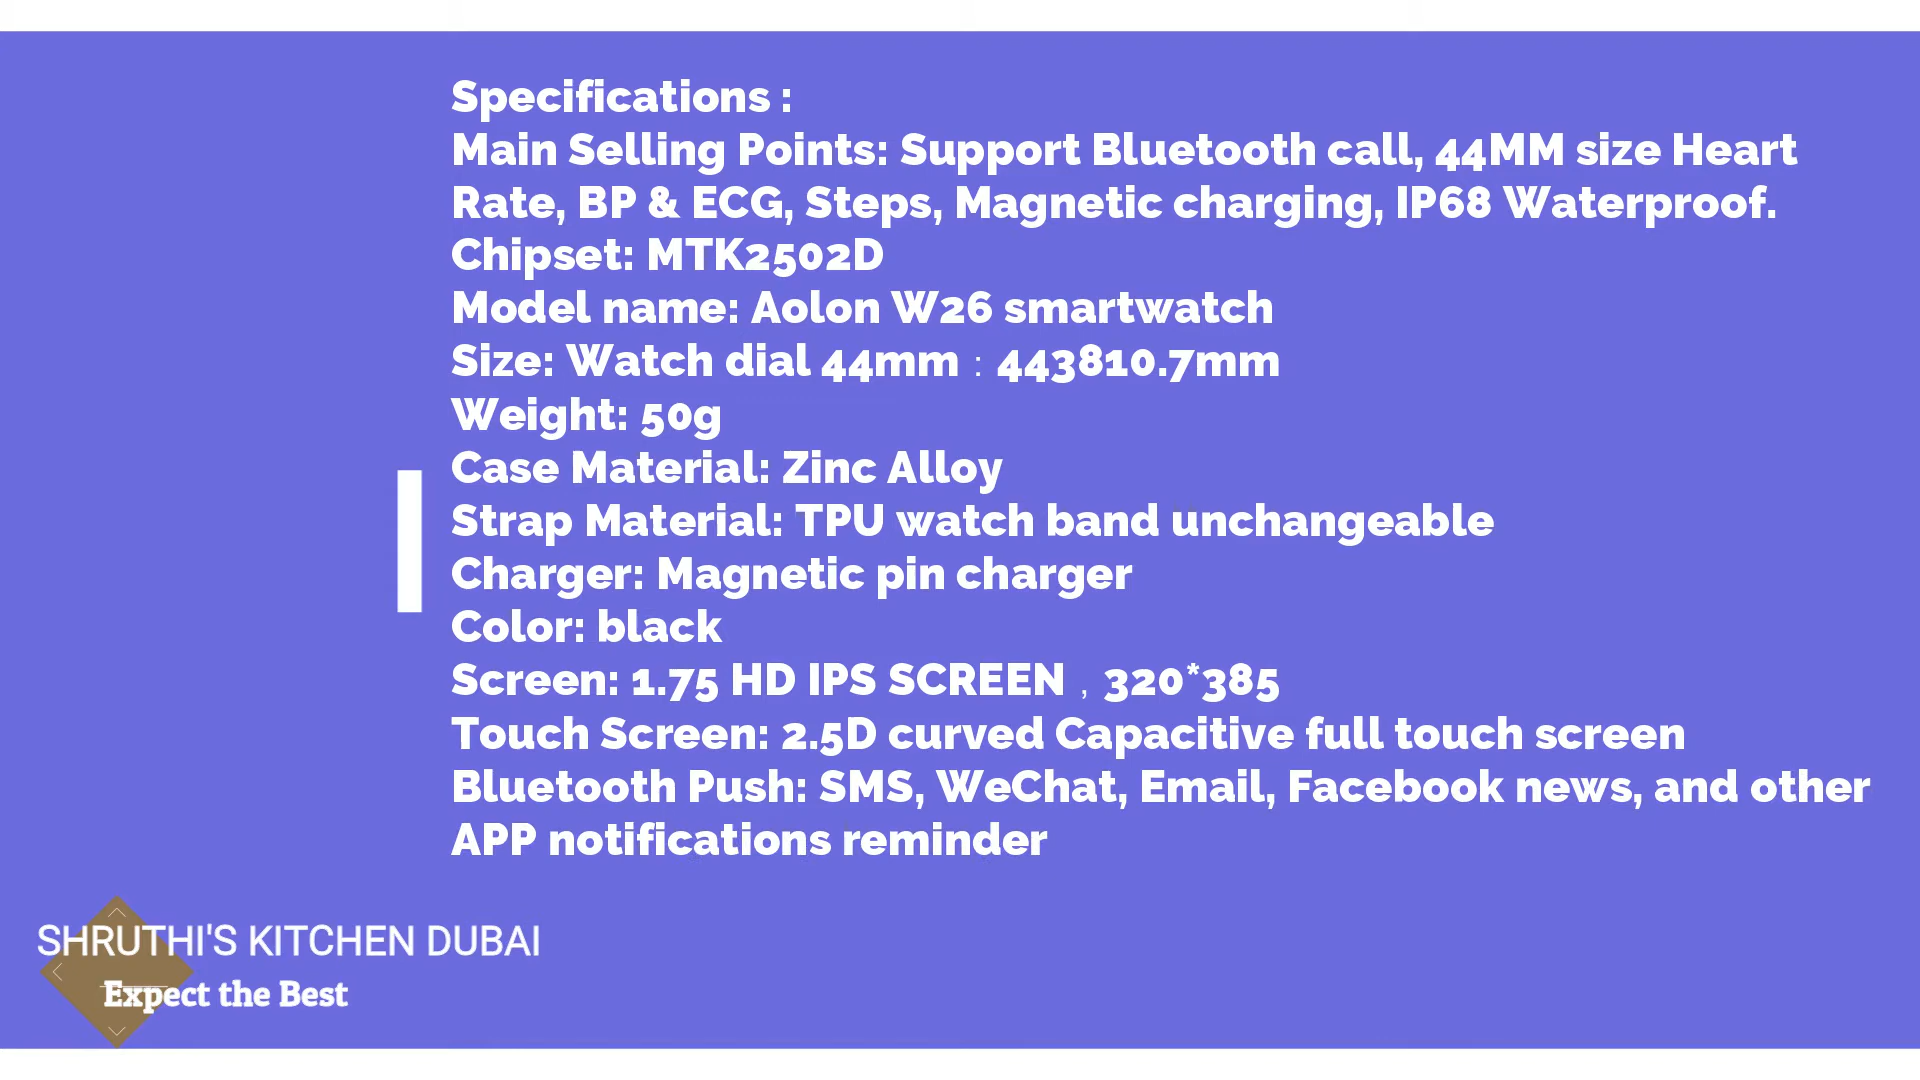 Specifications :
Main Selling Points: Support Bluetooth call, 44MM size Heart
Rate, BP & ECG, Steps, Magnetic charging, IP68 Waterproof.
Chipset: MTK2502D
Model name: Aolon W26 smartwatch
Size: Watch dial 44mm：443810.7mm
Weight: 50g
Case Material: Zinc Alloy
Strap Material: TPU watch band unchangeable
Charger: Magnetic pin charger
Color: black
Screen: 1.75 HD IPS SCREEN，320*385
Touch Screen: 2.5D curved Capacitive full touch screen
Bluetooth Push: SMS, WeChat, Email, Facebook news, and other
APP notifications reminder
SHRUTHI'S KITCHEN DUBAI
Expect the Best